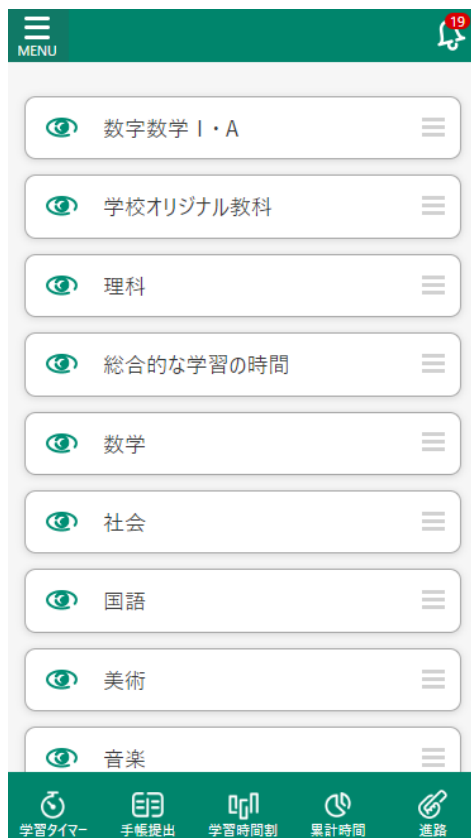 19
MENU
数字数学Ⅰ・A
学校オリジナル教科
理科
総合的な学習の時間
数学
社会
国語
美術
音楽
学習タイマー 手帳提出 学習時間割 累計時間 進路